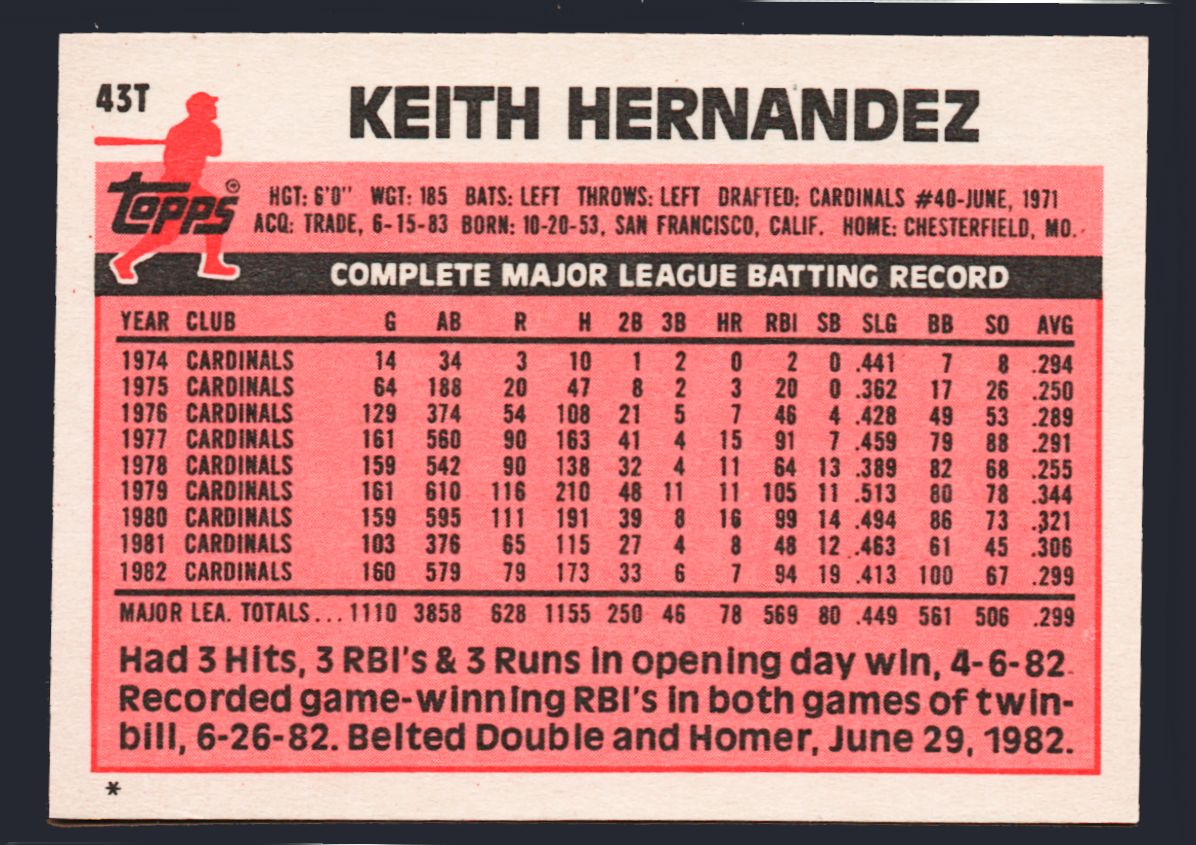 43T
KEITH HERNANDEZ
topps®
HGT: 6'0" WGT: 185 BATS: LEFT THROWS: LEFT DRAFTED: CARDINALS #40-JUNE, 1971
ACQ: TRADE, 6-15-83 BORN: 10-20-53, SAN FRANCISCO, CALIF. HOME: CHESTERFIELD, MO.
COMPLETE MAJOR LEAGUE BATTING RECORD
YEAR CLUB G AB R H 2B 3B HR RBI SB SLG BB SO AVG
1974 CARDINALS 14 34 3 10 1 2 0 2 0 .441 7 8 .294
1975 CARDINALS 64 188 20 47 8 2 3 20 0 .362 17 26 .250
1976 CARDINALS 129 374 54 108 21 5 7 46 4 .428 49 53 .289
1977 CARDINALS 161 560 90 163 41 4 15 91 7 .459 79 88 .291
1978 CARDINALS 159 542 90 138 32 4 11 64 13 .389 82 68 .255
1979 CARDINALS 161 610 116 210 48 11 11 105 11 .513 80 78 .344
1980 CARDINALS 159 595 111 191 39 8 16 99 14 .494 86 73 .321
1981 CARDINALS 103 376 65 115 27 4 8 48 12 .463 61 45 .306
1982 CARDINALS 160 579 79 173 33 6 7 94 19 .413 100 67 .299
MAJOR LEA. TOTALS... 1110 3858 628 1155 250 46 78 569 80 .449 561 506 .299
Had 3 Hits, 3 RBI's & 3 Runs in opening day win, 4-6-82.
Recorded game-winning RBI's in both games of twin-
bill, 6-26-82. Belted Double and Homer, June 29, 1982.
*